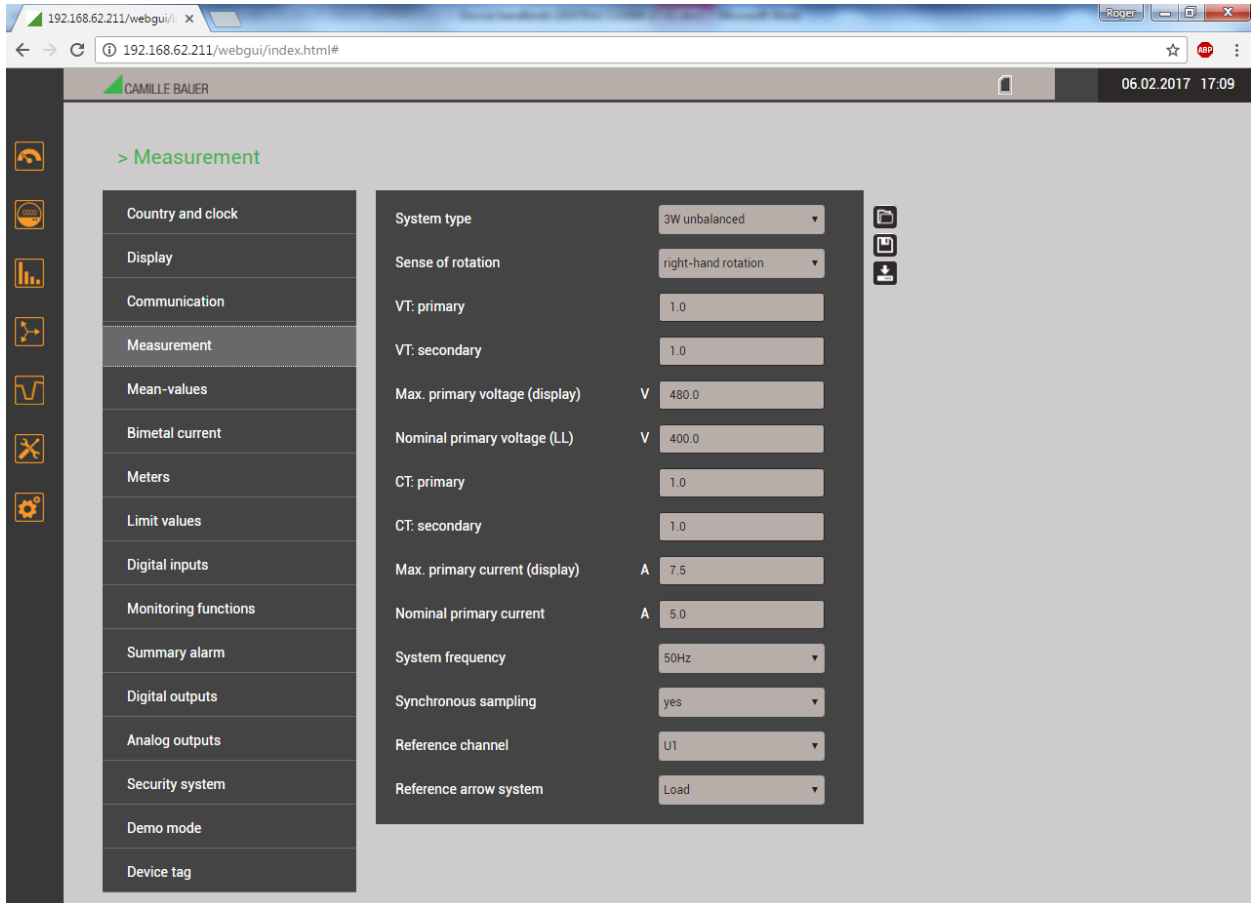 192.168.62.211/webgui/i
Roger
192.168.62.211/webgui/index.html#
ABP
CAMILLE BAUER
06.02.2017 17:09
> Measurement
Country and clock
Display
Communication
Measurement
Mean-values
Bimetal current
Meters
Limit values
Digital inputs
Monitoring functions
Summary alarm
Digital outputs
Analog outputs
Security system
Demo mode
Device tag
System type 3W unbalanced
Sense of rotation right-hand rotation
VT: primary 1.0
VT: secondary 1.0
Max. primary voltage (display) V 480.0
Nominal primary voltage (LL) V 400.0
CT: primary 1.0
CT: secondary 1.0
Max. primary current (display) A 7.5
Nominal primary current A 5.0
System frequency 50Hz
Synchronous sampling yes
Reference channel U1
Reference arrow system Load